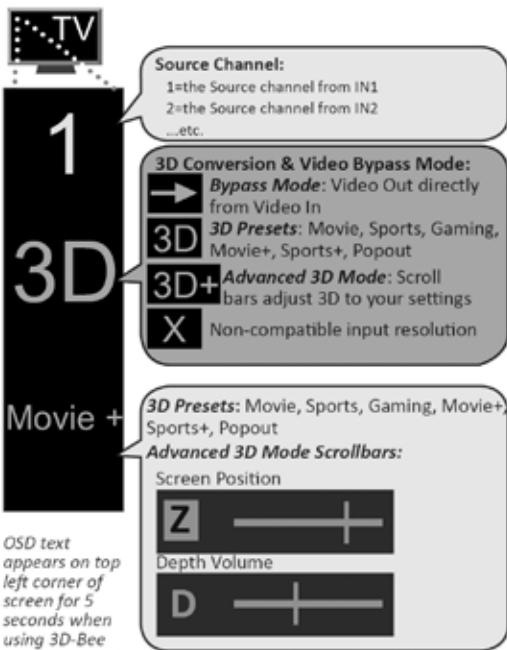 TV
1
3D
Movie +
OSD text
appears on top
left corner of
screen for 5
seconds when
using 3D-Bee
Source Channel:
1=the Source channel from IN1
2=the Source channel from IN2
...etc.
3D Conversion & Video Bypass Mode:
Bypass Mode: Video Out directly
from Video In
3D 3D Presets: Movie, Sports, Gaming,
Movie+, Sports+, Popout
3D+ Advanced 3D Mode: Scroll
bars adjust 3D to your settings
X Non-compatible input resolution
3D Presets: Movie, Sports, Gaming, Movie+,
Sports+, Popout
Advanced 3D Mode Scrollbars:
Screen Position
Z
Depth Volume
D